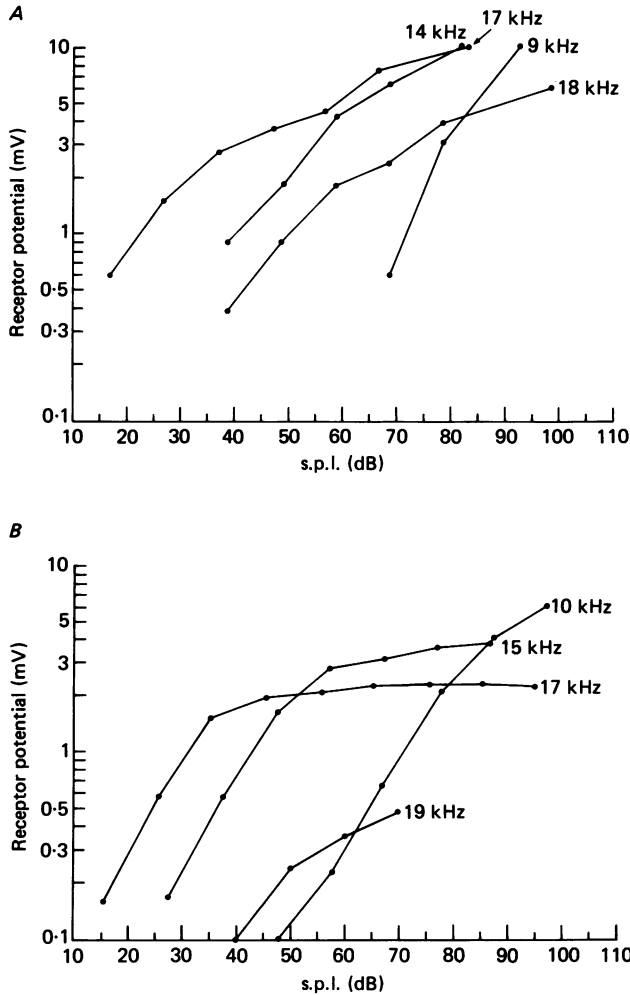 A
14 kHz
17 kHz
9 kHz
18 kHz
10
5
3
1
0·5
0·3
0·1
Receptor potential (mV)
10 20 30 40 50 60 70 80 90 100 110
s.p.l. (dB)
B
10 kHz
15 kHz
17 kHz
19 kHz
10
5
3
1
0·5
0·3
0·1
Receptor potential (mV)
10 20 30 40 50 60 70 80 90 100 110
s.p.l. (dB)